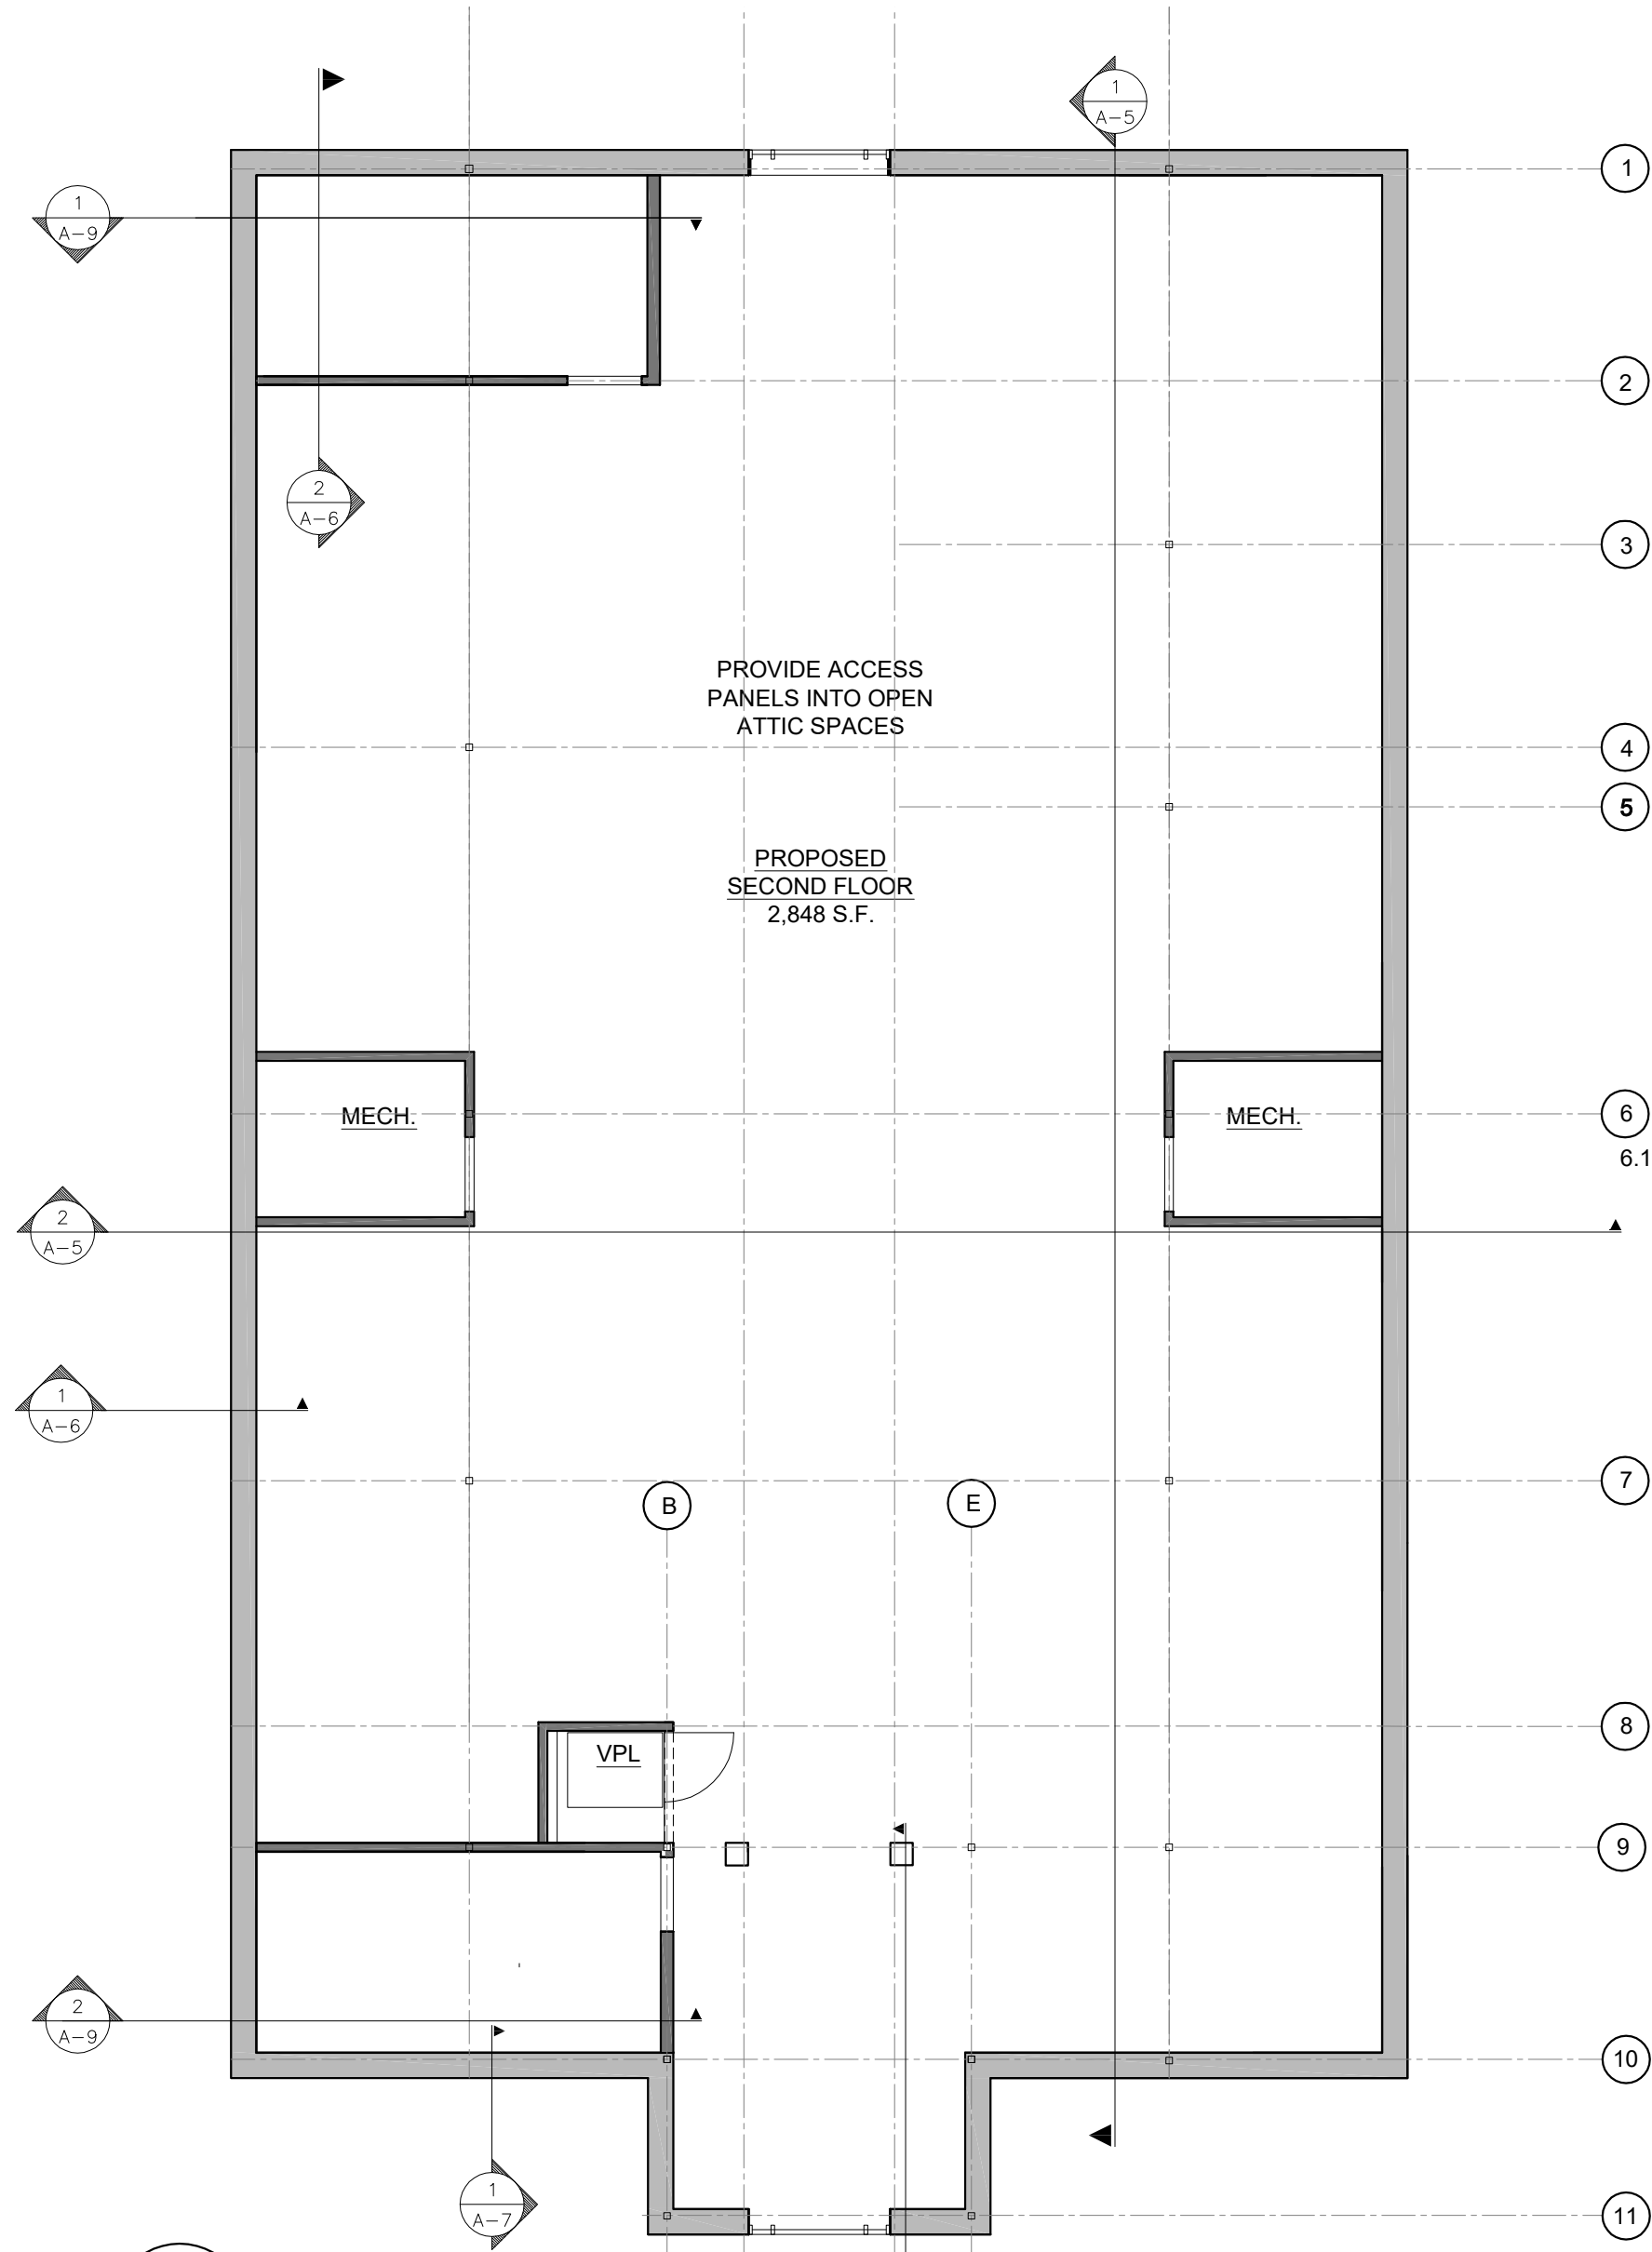 1
A-5
1
1
A-9
2
2
A-6
3
PROVIDE ACCESS
PANELS INTO OPEN
ATTIC SPACES
4
5
PROPOSED
SECOND FLOOR
2,848 S.F.
MECH.
MECH.
6
6.1
2
A-5
1
A-6
7
B
E
8
VPL
9
2
A-9
10
1
A-7
11